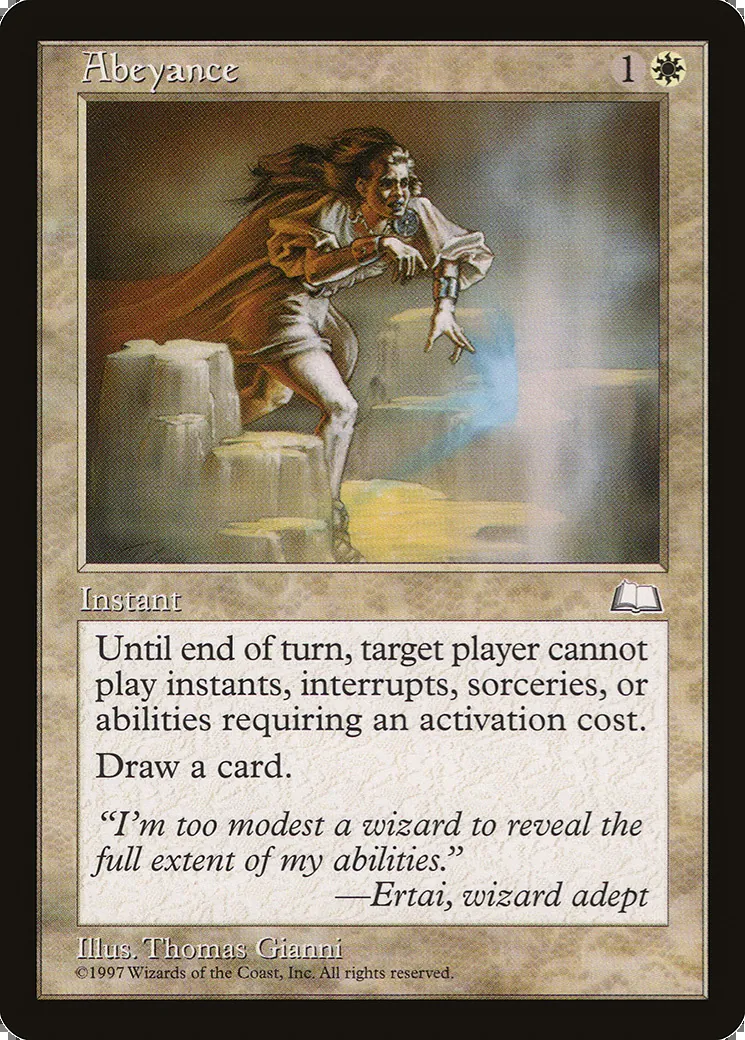 Abeyance
1
Instant
Until end of turn, target player cannot
play instants, interrupts, sorceries, or
abilities requiring an activation cost.
Draw a card.
“I'm too modest a wizard to reveal the
full extent of my abilities.”
—Ertai, wizard adept
Illus. Thomas Gianni
©1997 Wizards of the Coast, Inc. All rights reserved.